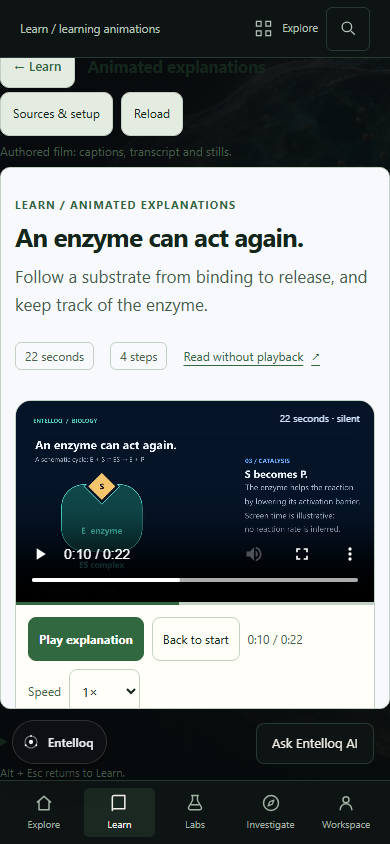 Learn / learning animations
Explore
← Learn
Animated explanations
Sources & setup
Reload
Authored film: captions, transcript and stills.
LEARN / ANIMATED EXPLANATIONS
An enzyme can act again.
Follow a substrate from binding to release, and
keep track of the enzyme.
22 seconds
4 steps
Read without playback ↗
ENTELLOQ / BIOLOGY
22 seconds · silent
An enzyme can act again.
A schematic cycle: E + S ⇌ ES → E + P
03 / CATALYSIS
S becomes P.
The enzyme helps the reaction
by lowering its activation barrier.
Screen time is illustrative:
no reaction rate is inferred.
S
E enzyme
0:10 / 0:22
ES complex
Play explanation
Back to start
0:10 / 0:22
Speed
1×
Entelloq
Ask Entelloq AI
Alt + Esc returns to Learn.
Explore
Learn
Labs
Investigate
Workspace